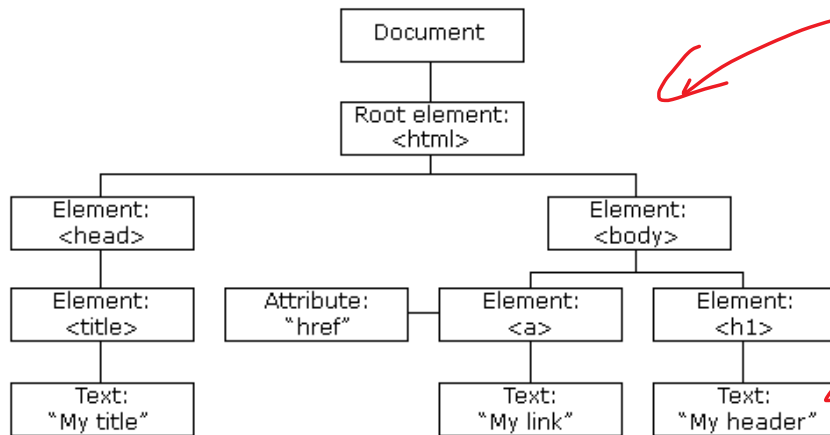 Document
Root element:
<html>
Element:
<head>
Element:
<body>
Element:
<title>
Attribute:
“href”
Element:
<a>
Element:
<h1>
Text:
“My title”
Text:
“My link”
Text:
“My header”